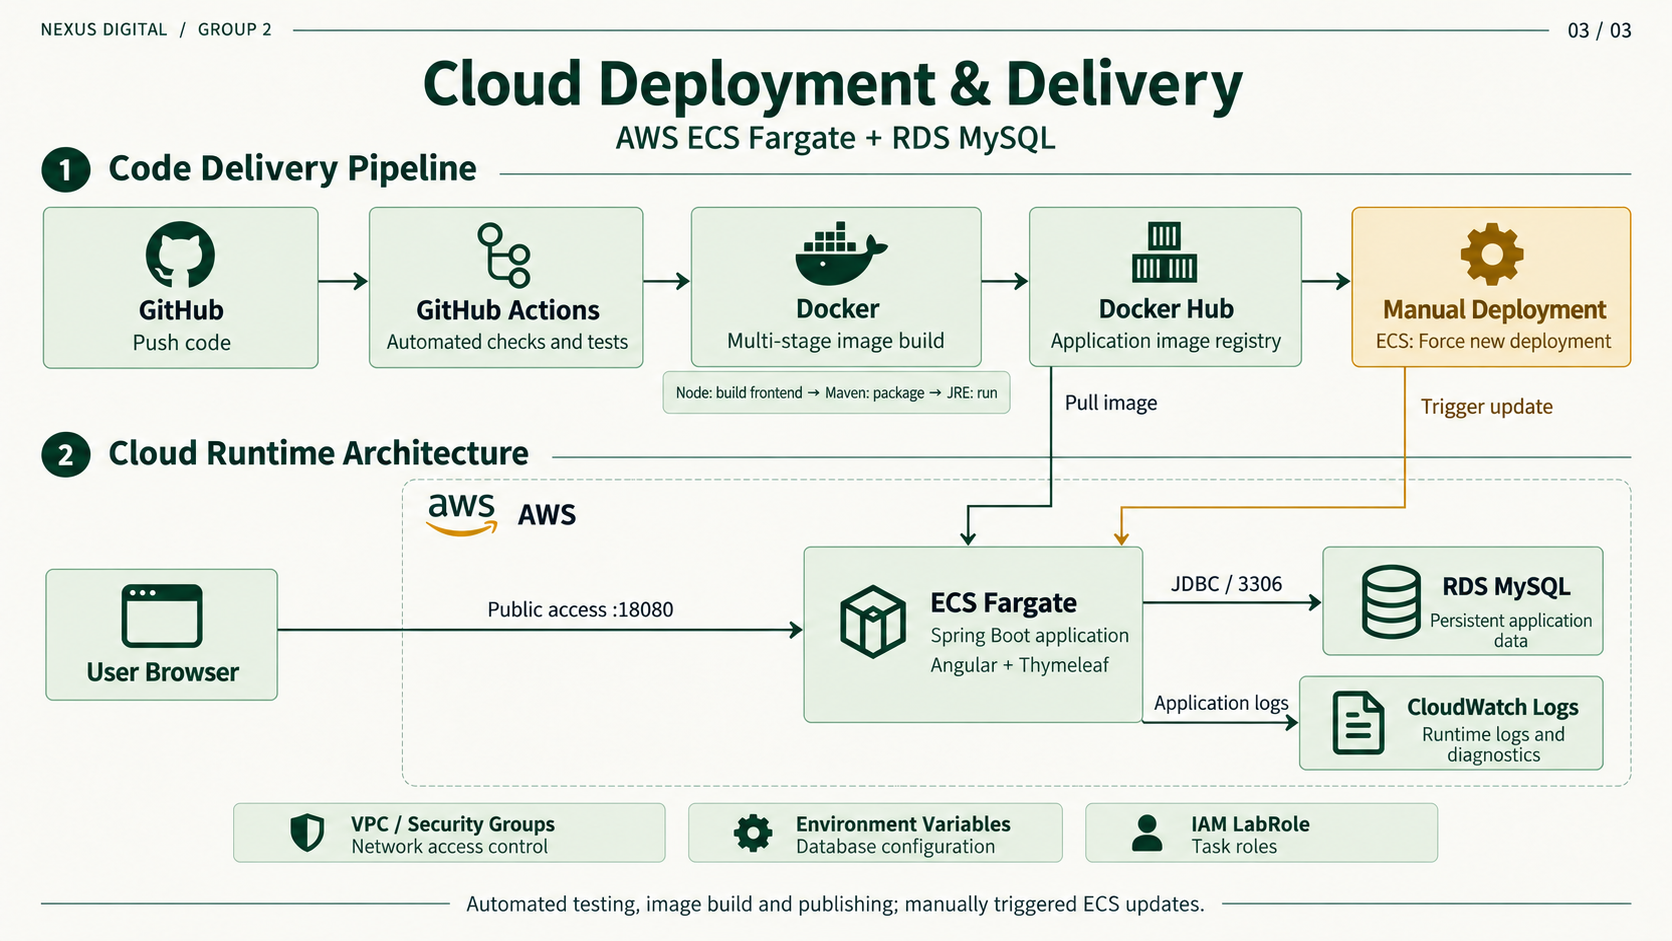 NEXUS DIGITAL / GROUP 2
03 / 03
Cloud Deployment & Delivery
AWS ECS Fargate + RDS MySQL
1 Code Delivery Pipeline
GitHub
Push code
GitHub Actions
Automated checks and tests
Docker
Multi-stage image build
Docker Hub
Application image registry
Manual Deployment
ECS: Force new deployment
Node: build frontend → Maven: package → JRE: run
Pull image
Trigger update
2 Cloud Runtime Architecture
aws AWS
User Browser
Public access :18080
ECS Fargate
Spring Boot application
Angular + Thymeleaf
JDBC / 3306
RDS MySQL
Persistent application
data
Application logs
CloudWatch Logs
Runtime logs and
diagnostics
VPC / Security Groups
Network access control
Environment Variables
Database configuration
IAM LabRole
Task roles
Automated testing, image build and publishing; manually triggered ECS updates.